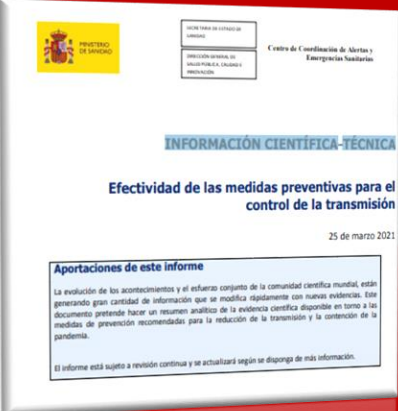 MINISTERIO
DE SANIDAD
SECRETARÍA DE ESTADO DE
SANIDAD
DIRECCIÓN GENERAL DE
SALUD PÚBLICA, CALIDAD E
INNOVACIÓN
Centro de Coordinación de Alertas y
Emergencias Sanitarias
INFORMACIÓN CIENTÍFICA-TÉCNICA
Efectividad de las medidas preventivas para el
control de la transmisión
25 de marzo 2021
Aportaciones de este informe
La evolución de los acontecimientos y el esfuerzo conjunto de la comunidad científica mundial, están
generando gran cantidad de información que se modifica rápidamente con nuevas evidencias. Este
documento pretende hacer un resumen analítico de la evidencia científica disponible en torno a las
medidas de prevención recomendadas para la reducción de la transmisión y la contención de la
pandemia.
El informe está sujeto a revisión continua y se actualizará según se disponga de más información.